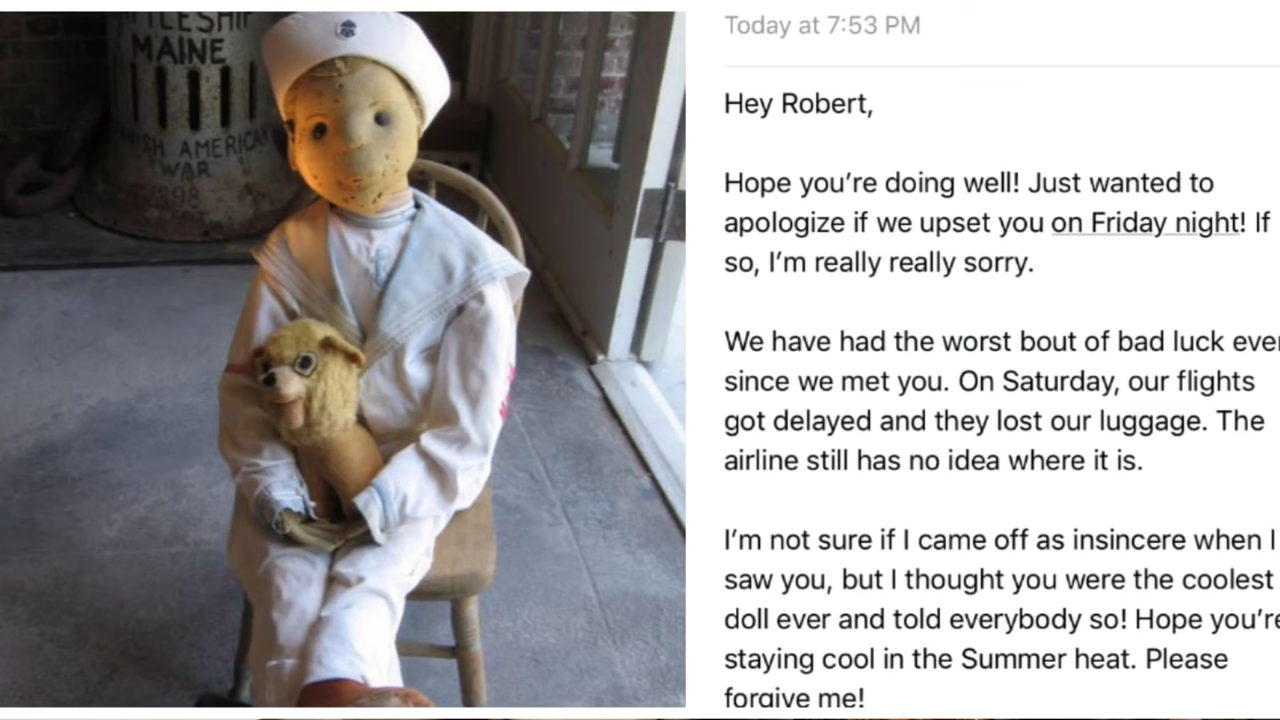 MAINE
AMERICAN
WAR
Today at 7:53 PM
Hey Robert,
Hope you’re doing well! Just wanted to
apologize if we upset you on Friday night! If
so, I’m really really sorry.
We have had the worst bout of bad luck ever
since we met you. On Saturday, our flights
got delayed and they lost our luggage. The
airline still has no idea where it is.
I’m not sure if I came off as insincere when I
saw you, but I thought you were the coolest
doll ever and told everybody so! Hope you’re
staying cool in the Summer heat. Please
forgive me!